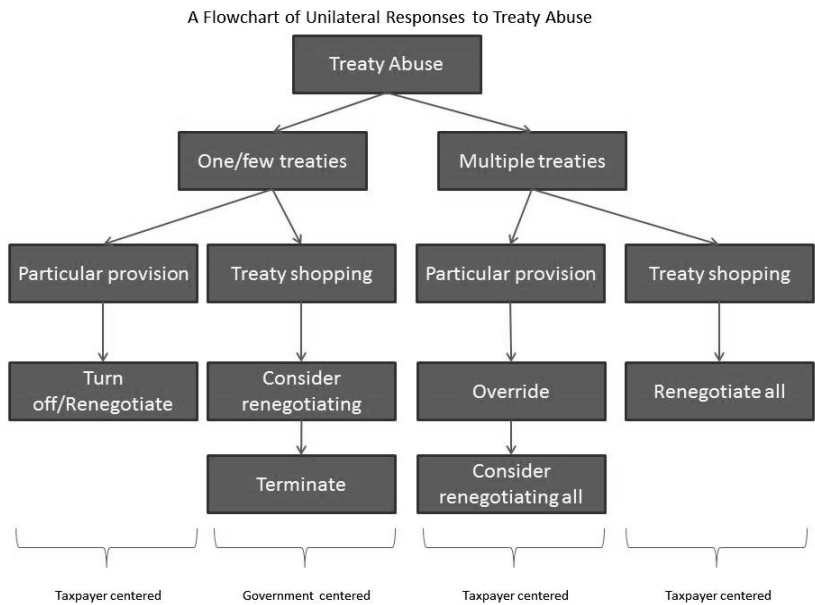 A Flowchart of Unilateral Responses to Treaty Abuse
Treaty Abuse
One/few treaties
Multiple treaties
Particular provision
Treaty shopping
Particular provision
Treaty shopping
Turn
off/Renegotiate
Consider
renegotiating
Override
Renegotiate all
Terminate
Consider
renegotiating all
Taxpayer centered
Government centered
Taxpayer centered
Taxpayer centered